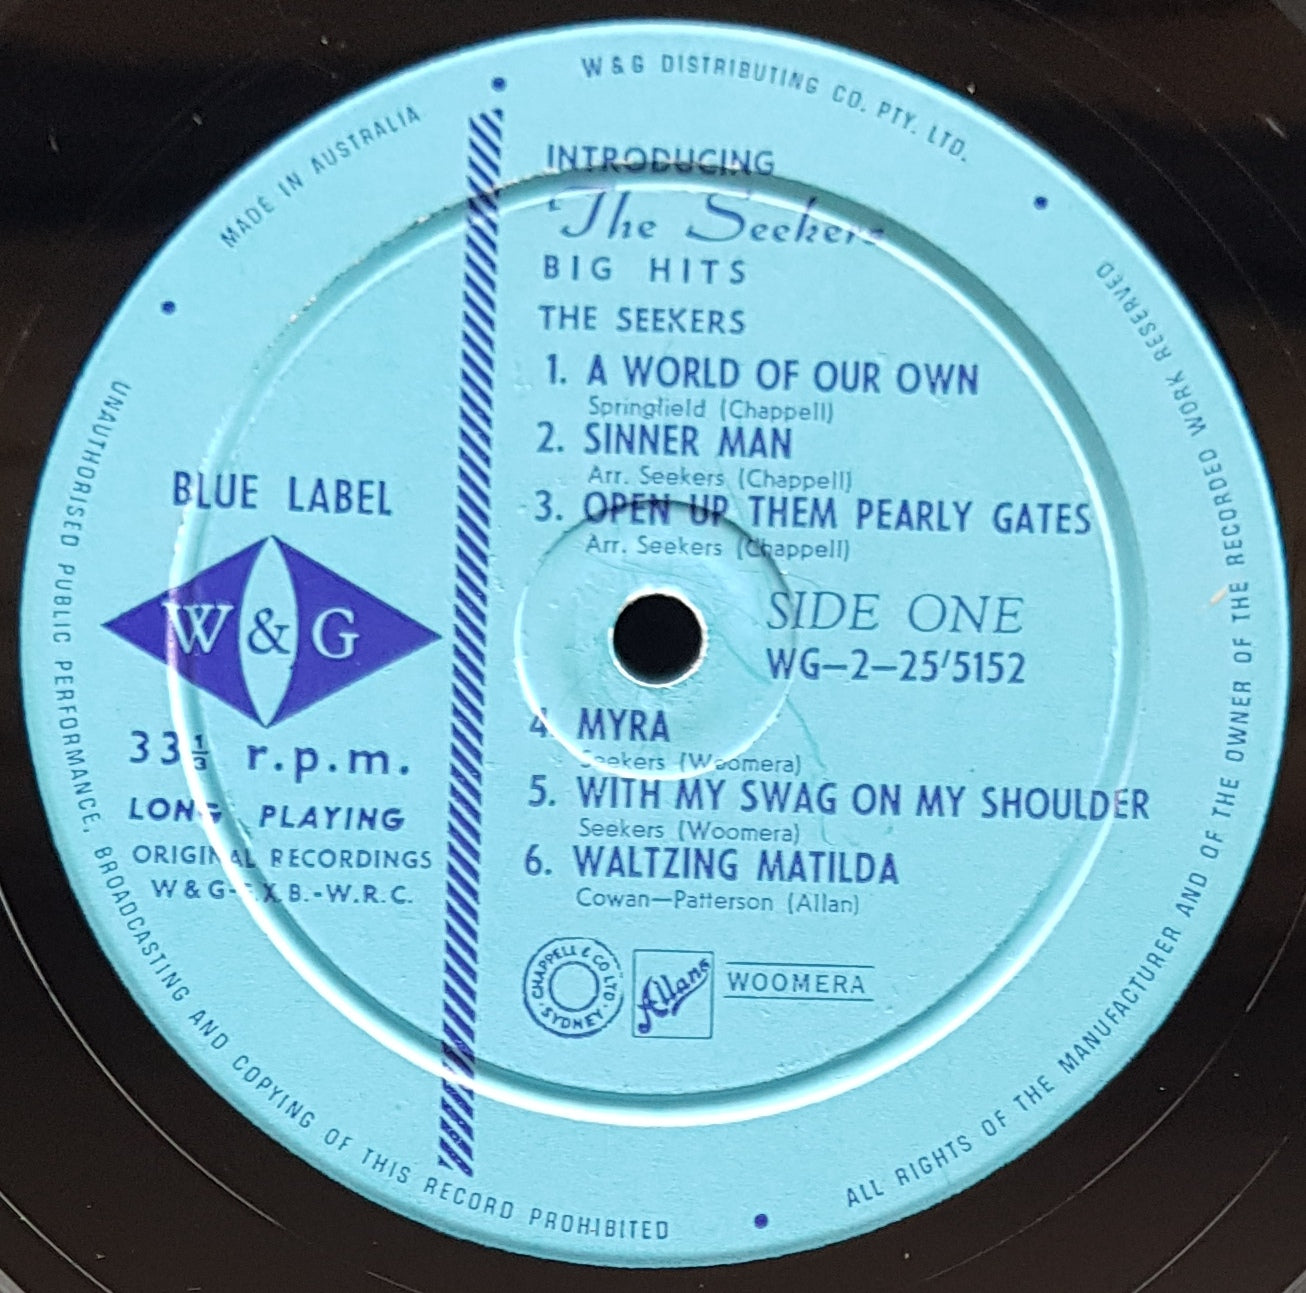 W & G DISTRIBUTING CO. PTY. LTD.
MADE IN AUSTRALIA
INTRODUCING
"The Seekers
BIG HITS
THE SEEKERS
1. A WORLD OF OUR OWN
Springfield (Chappell)
2. SINNER MAN
Arr. Seekers (Chappell)
3. OPEN UP THEM PEARLY GATES
Arr. Seekers (Chappell)
SIDE ONE
WG—2—25/5152
4. MYRA
Seekers (Woomera)
5. WITH MY SWAG ON MY SHOULDER
Seekers (Woomera)
6. WALTZING MATILDA
Cowan—Patterson (Allan)
CHAPPELL & CO LTD. SYDNEY
Allans
WOOMERA
BLUE LABEL
W & G
33⅓ r.p.m.
LONG PLAYING
ORIGINAL RECORDINGS
W & G- X B.-W.R.C.
ALL RIGHTS OF THE MANUFACTURER AND OF THE OWNER OF THE RECORDED WORK RESERVED
UNAUTHORISED PUBLIC PERFORMANCE, BROADCASTING AND COPYING OF THIS RECORD PROHIBITED